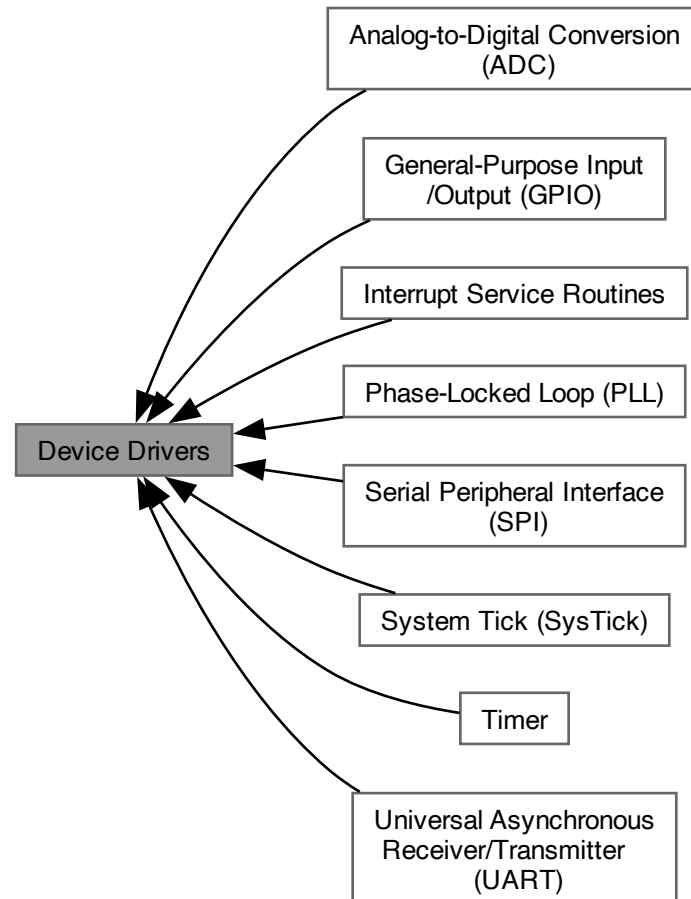 Analog-to-Digital Conversion
(ADC)
General-Purpose Input
/Output (GPIO)
Interrupt Service Routines
Phase-Locked Loop (PLL)
Device Drivers
Serial Peripheral Interface
(SPI)
System Tick (SysTick)
Timer
Universal Asynchronous
Receiver/Transmitter
(UART)